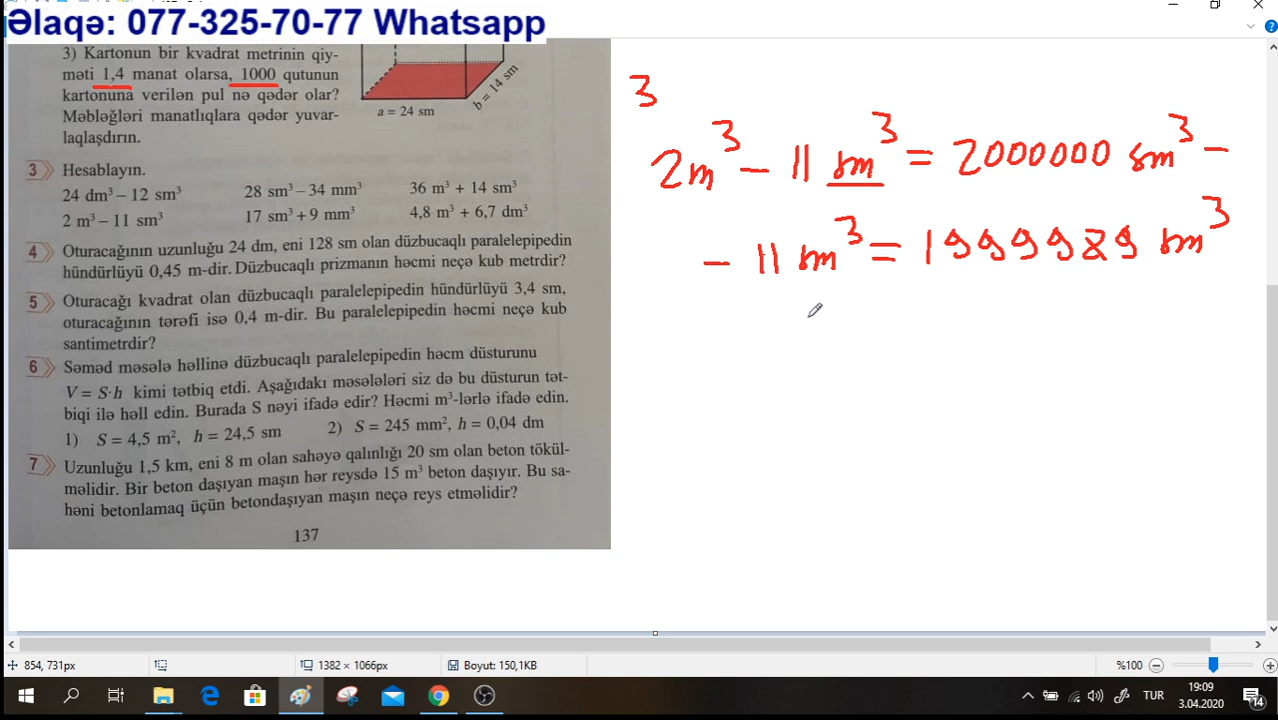 Əlaqə: 077-325-70-77 Whatsapp
3) Kartonun bir kvadrat metrinin qiy-
məti 1,4 manat olarsa, 1000 qutunun
kartonuna verilən pul nə qədər olar?
Məbləğləri manatlıqlara qədər yuvar-
laqlaşdırın.
a = 24 sm
b = 14 sm
3 Hesablayın.
24 dm³ – 12 sm³ 28 sm³ – 34 mm³ 36 m³ + 14 sm³
2 m³ – 11 sm³ 17 sm³ + 9 mm³ 4,8 m³ + 6,7 dm³
4 Oturacağının uzunluğu 24 dm, eni 128 sm olan düzbucaqlı paralelepipedin
hündürlüyü 0,45 m-dir. Düzbucaqlı prizmanın həcmi neçə kub metrdir?
5 Oturacağı kvadrat olan düzbucaqlı paralelepipedin hündürlüyü 3,4 sm,
oturacağının tərəfi isə 0,4 m-dir. Bu paralelepipedin həcmi neçə kub
santimetrdir?
6 Səməd məsələ həllinə düzbucaqlı paralelepipedin həcm düsturunu
V = S·h kimi tətbiq etdi. Aşağıdakı məsələləri siz də bu düsturun tət-
biqi ilə həll edin. Burada S nəyi ifadə edir? Həcmi m³-lərlə ifadə edin.
1) S = 4,5 m², h = 24,5 sm 2) S = 245 mm², h = 0,04 dm
7 Uzunluğu 1,5 km, eni 8 m olan sahəyə qalınlığı 20 sm olan beton tökül-
məlidir. Bir beton daşıyan maşın hər reysdə 15 m³ beton daşıyır. Bu sa-
həni betonlamaq üçün betondaşıyan maşın neçə reys etməlidir?
137
3
2m³ – 11 sm³ = 2000000 sm³ –
– 11 sm³ = 1999989 sm³
854, 731px 1382 × 1066px Boyut: 150,1KB %100
TUR
19:09
3.04.2020
14